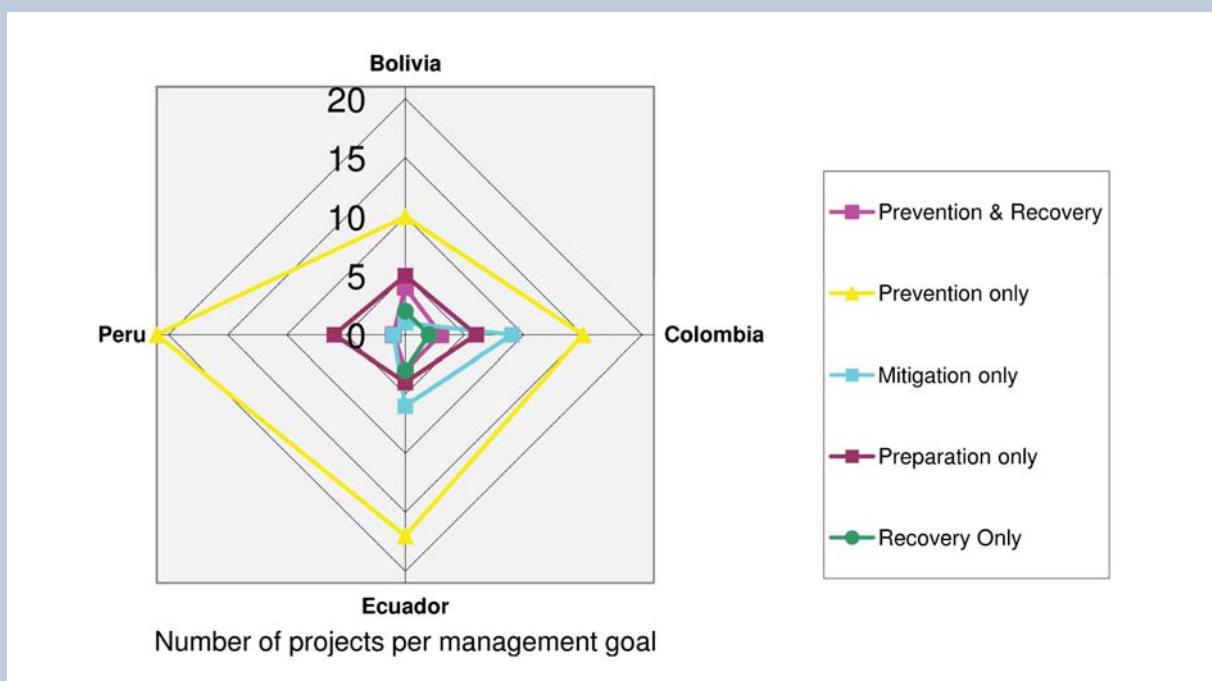 Bolivia
20
15
10
5
0
Peru
Colombia
Ecuador
Number of projects per management goal
Prevention & Recovery
Prevention only
Mitigation only
Preparation only
Recovery Only